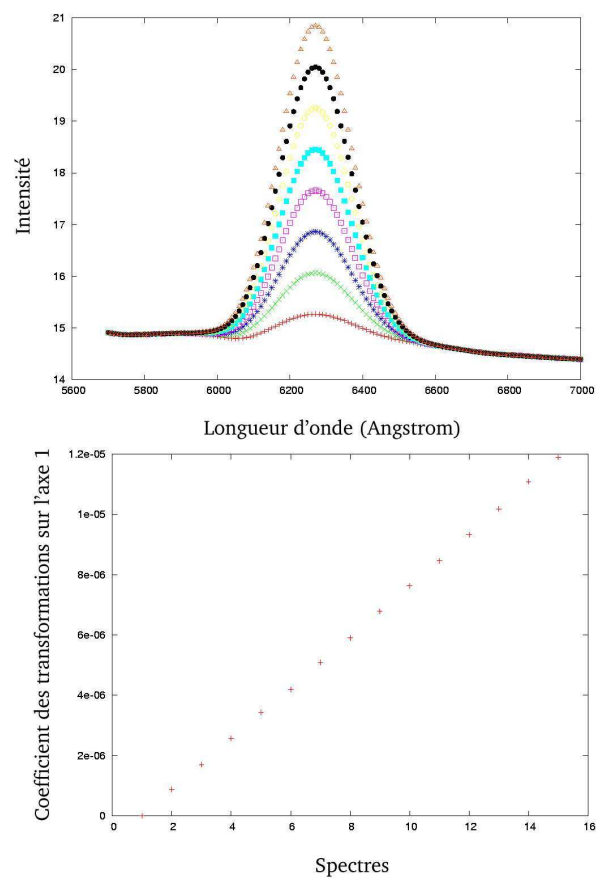 21
20
19
18
17
16
15
14
Intensité
5600 5800 6000 6200 6400 6600 6800 7000
Longueur d'onde (Angstrom)
Coefficient des transformations sur l'axe 1
1.2e-05
1e-05
8e-06
6e-06
4e-06
2e-06
0
0 2 4 6 8 10 12 14 16
Spectres